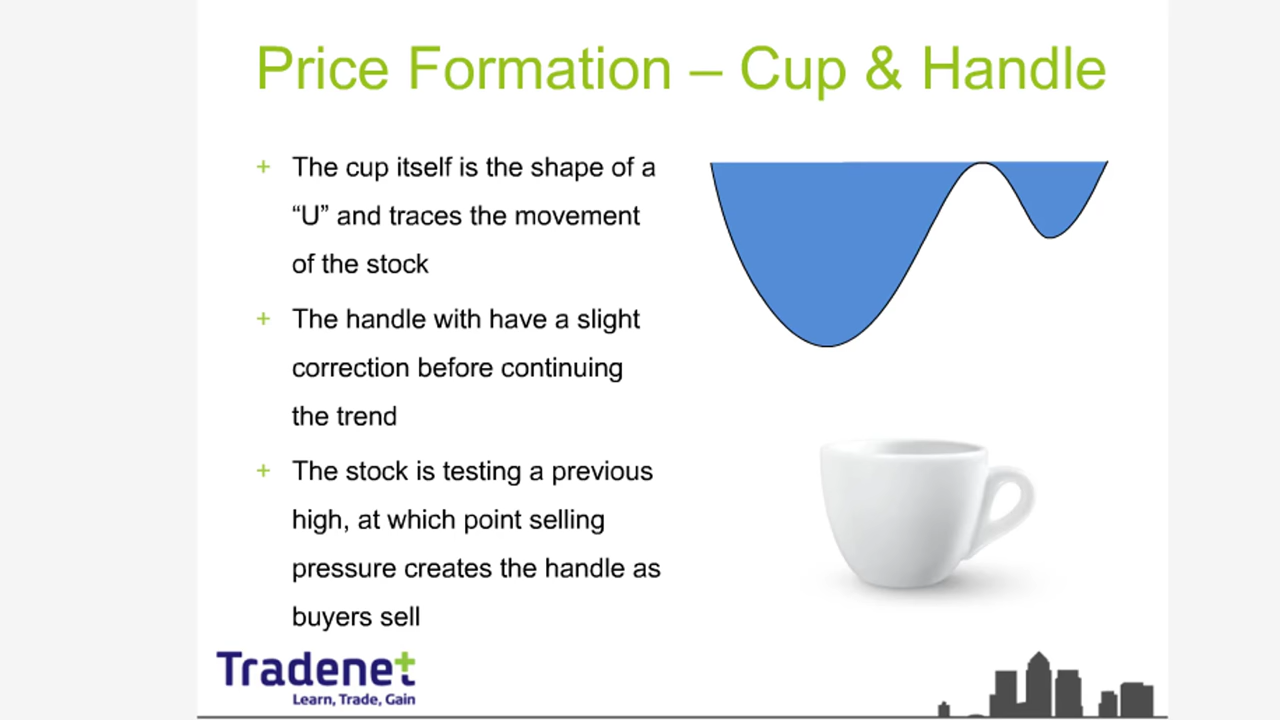 Price Formation – Cup & Handle
+ The cup itself is the shape of a
“U” and traces the movement
of the stock
+ The handle with have a slight
correction before continuing
the trend
+ The stock is testing a previous
high, at which point selling
pressure creates the handle as
buyers sell
Tradenet
Learn, Trade, Gain